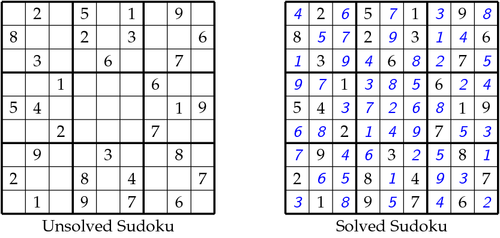 2 5 1 9
8 2 3 6
3 6 7
1 6
5 4 1 9
2 7
9 3 8
2 8 4 7
1 9 7 6
Unsolved Sudoku
4 2 6 5 7 1 3 9 8
8 5 7 2 9 3 1 4 6
1 3 9 4 6 8 2 7 5
9 7 1 3 8 5 6 2 4
5 4 3 7 2 6 8 1 9
6 8 2 1 4 9 7 5 3
7 9 4 6 3 2 5 8 1
2 6 5 8 1 4 9 3 7
3 1 8 9 5 7 4 6 2
Solved Sudoku